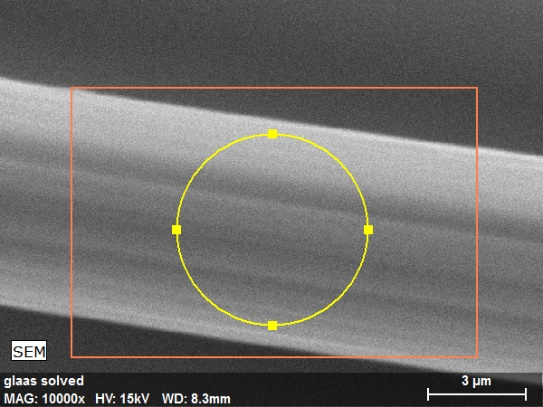 SEM
glaas solved
3 µm
MAG: 10000x HV: 15kV WD: 8.3mm